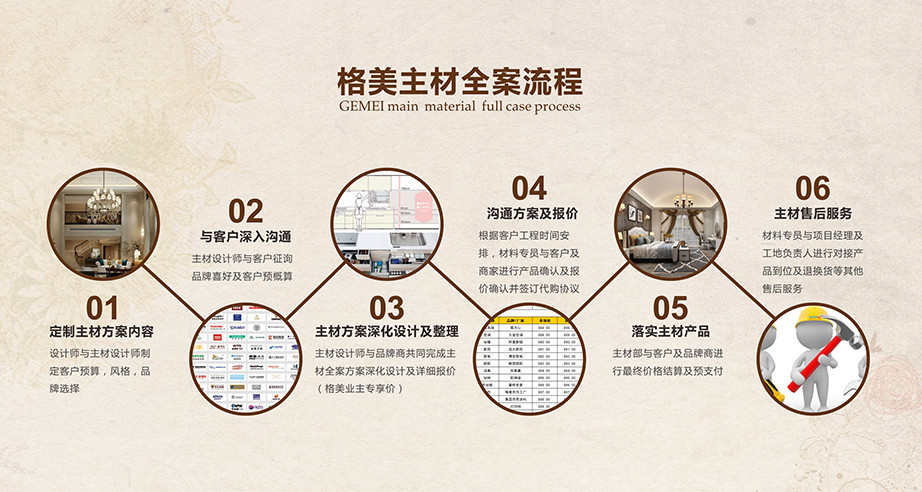 格美主材全案流程
GEMEI main material full case process
01
定制主材方案内容
设计师与主材设计师制
定客户预算，风格，品
牌选择
02
与客户深入沟通
主材设计师与客户征询
品牌喜好及客户预概算
03
主材方案深化设计及整理
主材设计师与品牌商共同完成主
材全案方案深化设计及详细报价
（格美业主专享价）
04
沟通方案及报价
根据客户工程时间安
排，材料专员与客户及
商家进行产品确认及报
价确认并签订代购协议
05
落实主材产品
主材部与客户及品牌商进
行最终价格结算及预支付
06
主材售后服务
材料专员与项目经理及
工地负责人进行对接产
品到位及退换货等其他
售后服务